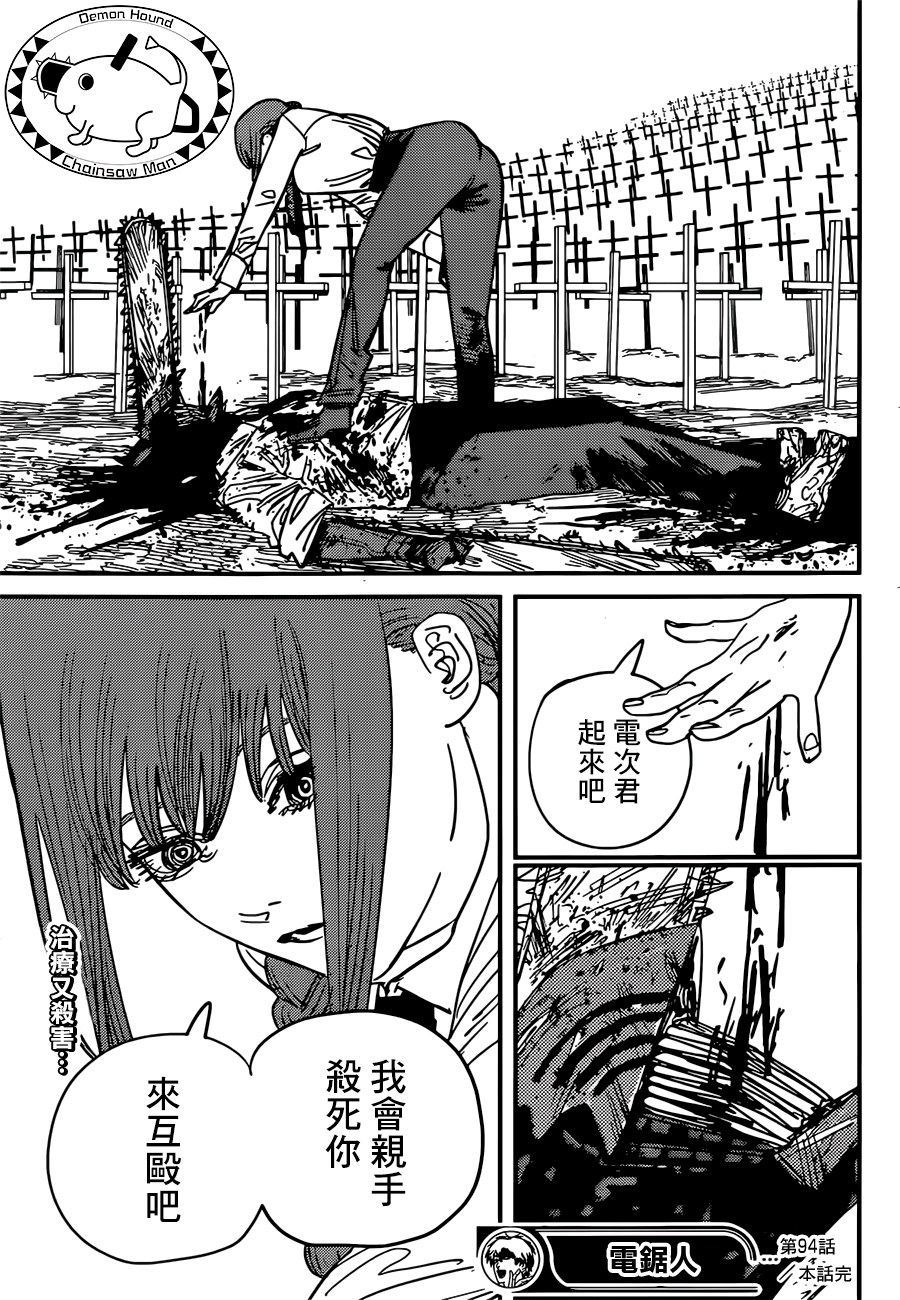 Demon Hound
Chainsaw Man
電次君
起來吧
我會親手
殺死你
來互毆吧
治療又殺害…
電鋸人
…第94話
／本話完